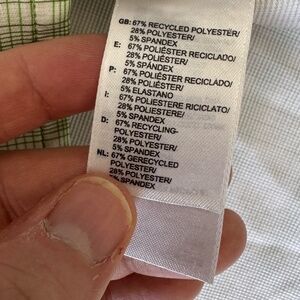 GB: 67% RECYCLED POLYESTER/
28% POLYESTER/
5% SPANDEX
E: 67% POLIÉSTER RECICLADO/
28% POLIÉSTER/
5% SPÁNDEX
P: 67% POLIÉSTER RECICLADO/
28% POLIÉSTER/
5% ELASTANO
I: 67% POLIESTERE RICICLATO/
28% POLIESTERE/
5% SPANDEX
D: 67% RECYCLING-
POLYESTER/
28% POLYESTER/
5% SPANDEX
NL: 67% GERECYCLED
POLYESTER/
28% POLYESTER/
SPANDEX